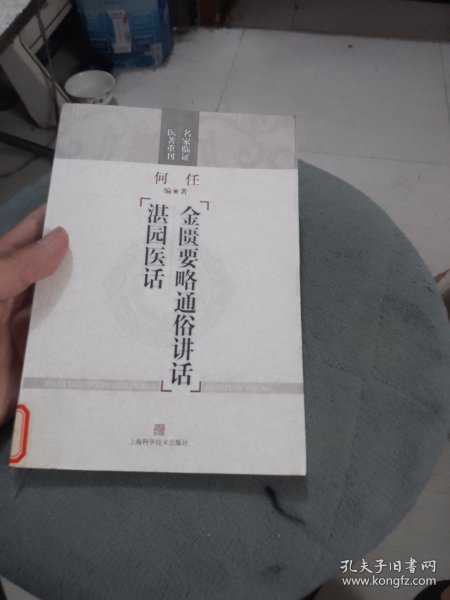 名家临证
医著重刊
何任
编著
金匮要略通俗讲话
湛园医话
上海科学技术出版社
孔夫子旧书网
www.kongfz.com